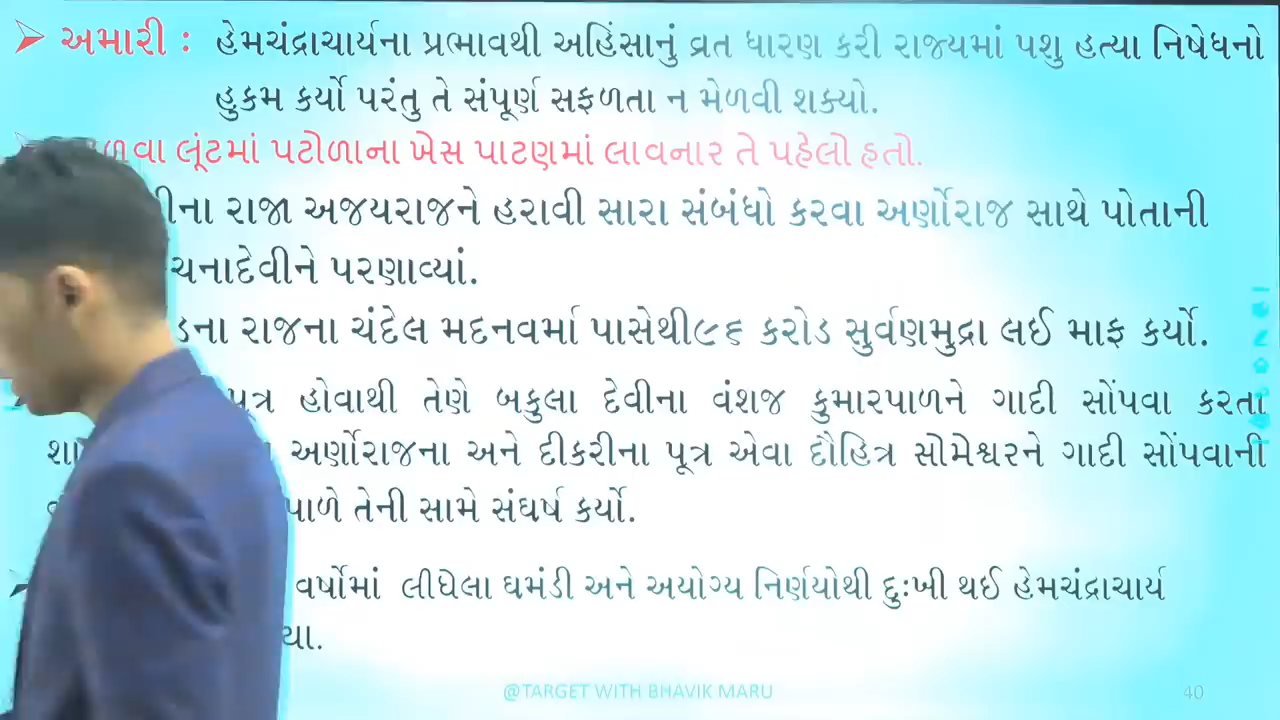 ➢ અમારી : હેમચંદ્રાચાર્યના પ્રભાવથી અહિંસાનું વ્રત ધારણ કરી રાજ્યમાં પશુ હત્યા નિષેધનો
હુકમ કર્યો પરંતુ તે સંપૂર્ણ સફળતા ન મેળવી શક્યો.
ળવા લૂંટમાં પટોળાના ખેસ પાટણમાં લાવનાર તે પહેલો હતો.
ીના રાજા અજયરાજને હરાવી સારા સંબંધો કરવા અર્ણોરાજ સાથે પોતાની
ચનાદેવીને પરણાવ્યાં.
ડના રાજના ચંદેલ મદનવર્મા પાસેથી૯૬ કરોડ સુર્વણમુદ્રા લઈ માફ કર્યો.
પૂત્ર હોવાથી તેણે બકુલા દેવીના વંશજ કુમારપાળને ગાદી સોંપવા કરતા
અર્ણોરાજના અને દીકરીના પૂત્ર એવા દૌહિત્ર સોમેશ્વરને ગાદી સોંપવાની
પાળે તેની સામે સંઘર્ષ કર્યો.
વર્ષોમાં લીધેલા ઘમંડી અને અયોગ્ય નિર્ણયોથી દુઃખી થઈ હેમચંદ્રાચાર્ય
યા.
@TARGET WITH BHAVIK MARU
40